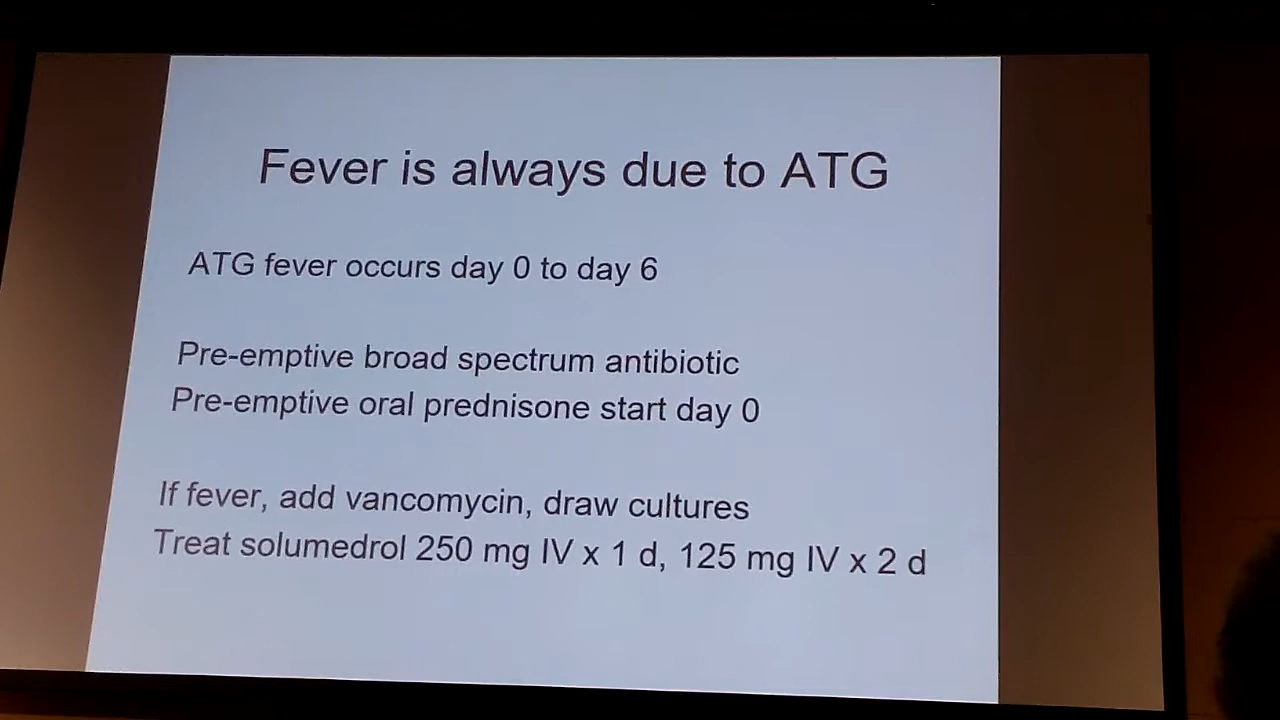 Fever is always due to ATG
ATG fever occurs day 0 to day 6
Pre-emptive broad spectrum antibiotic
Pre-emptive oral prednisone start day 0
If fever, add vancomycin, draw cultures
Treat solumedrol 250 mg IV x 1 d, 125 mg IV x 2 d